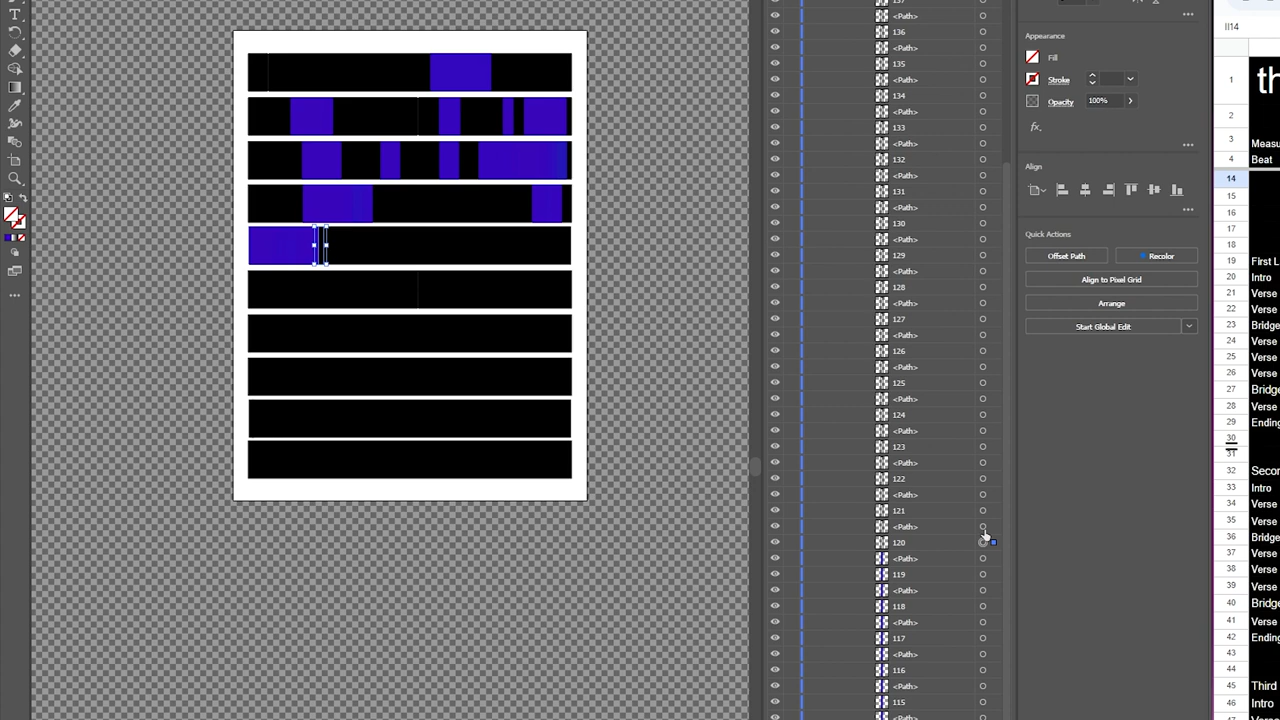 137
<Path>
136
<Path>
135
<Path>
134
<Path>
133
<Path>
132
<Path>
131
<Path>
130
<Path>
129
<Path>
128
<Path>
127
<Path>
126
<Path>
125
<Path>
124
<Path>
123
<Path>
122
<Path>
121
<Path>
120
<Path>
119
<Path>
118
<Path>
117
<Path>
116
<Path>
115
<Path>
Appearance
Fill
Stroke
Opacity 100%
fx
Align
Quick Actions
Offset Path Recolor
Align to Pixel Grid
Arrange
Start Global Edit
II14
1 th
2
3 Measu
4 Beat
14
15
16
17
18
19 First L
20 Intro
21 Verse
22 Verse
23 Bridge
24 Verse
25 Verse
26 Verse
27 Bridge
28 Verse
29 Ending
30
31
32 Secon
33 Intro
34 Verse
35 Verse
36 Bridge
37 Verse
38 Verse
39 Verse
40 Bridge
41 Verse
42 Ending
43
44
45 Third
46 Intro
47